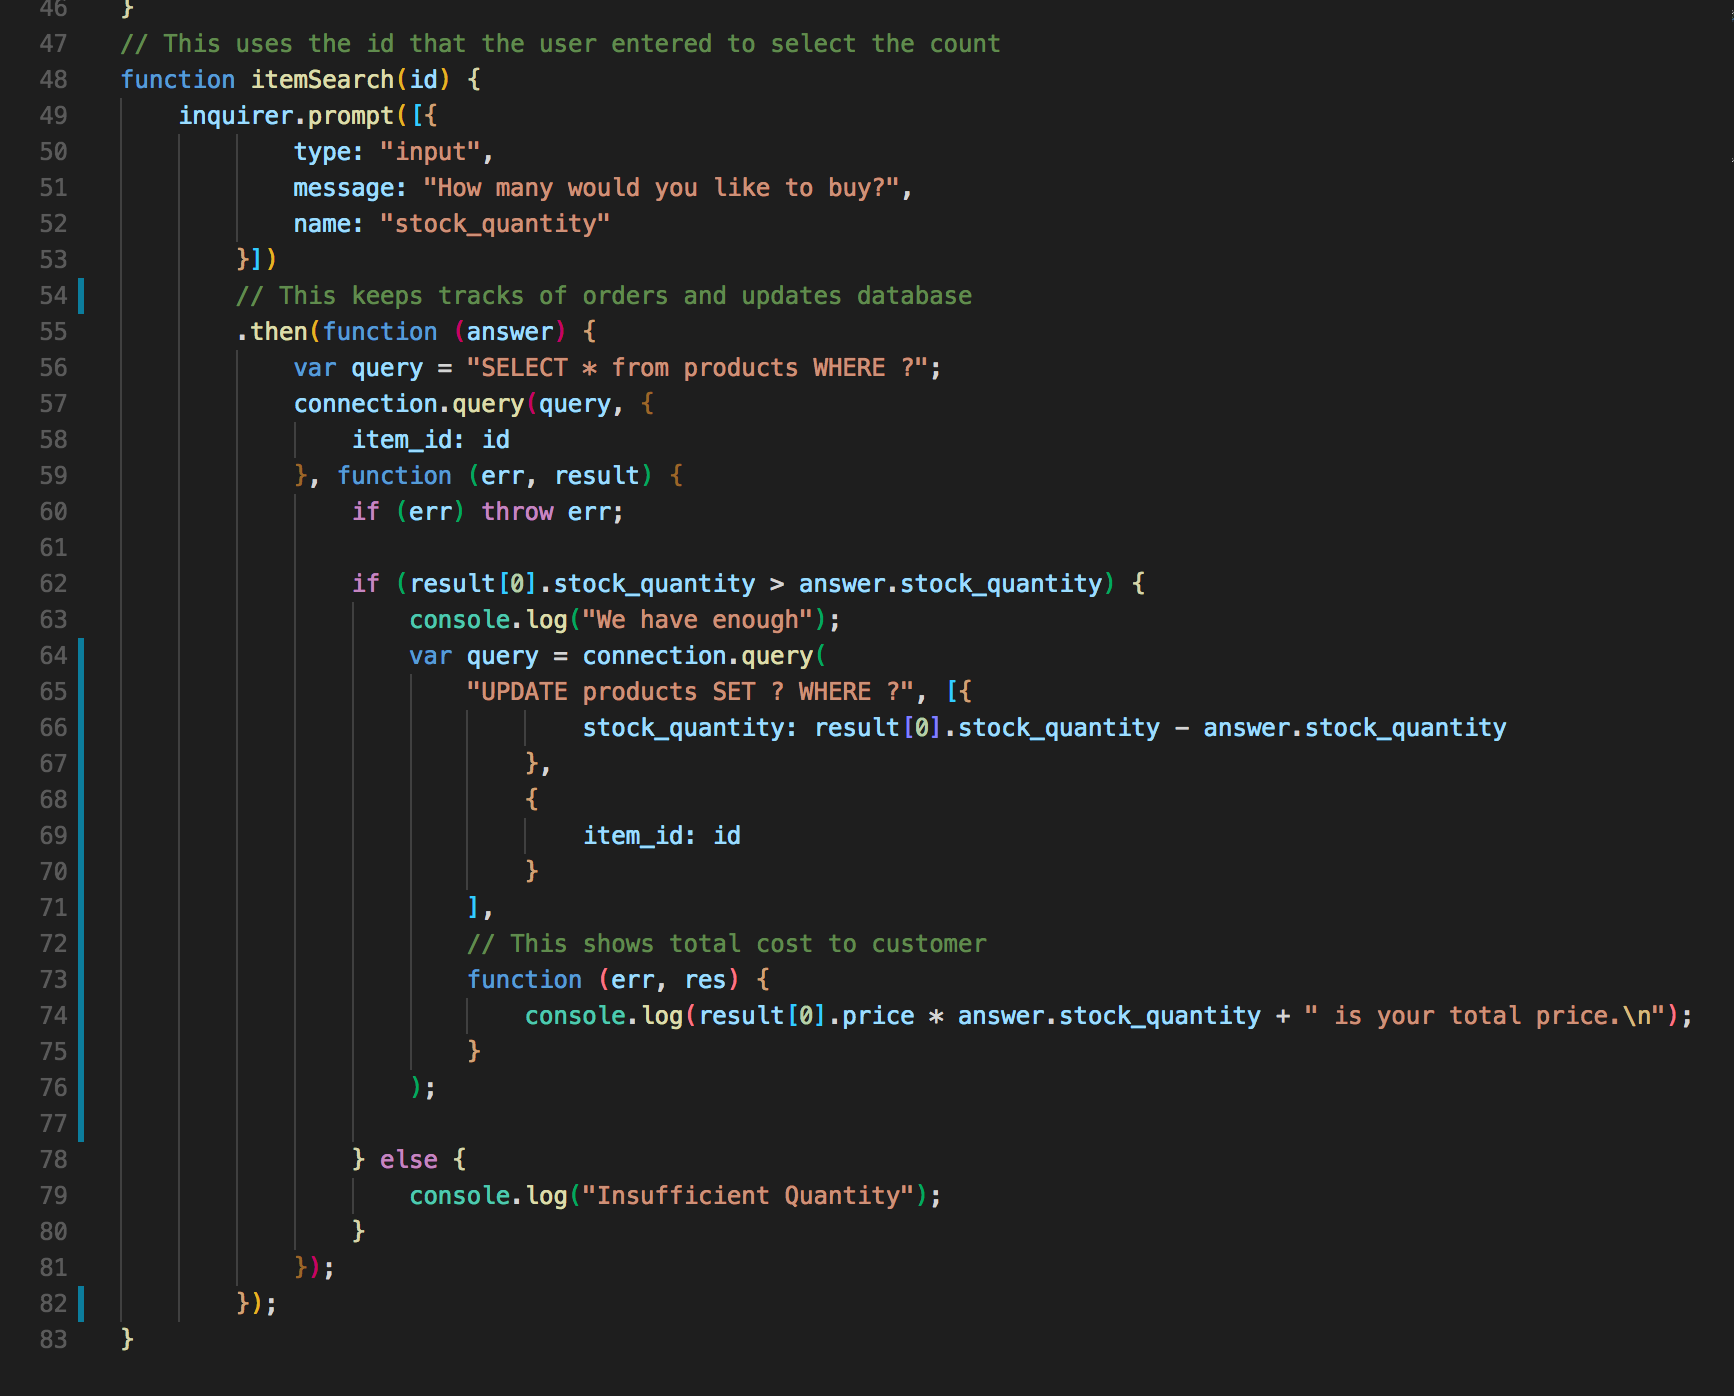 46 }
47 // This uses the id that the user entered to select the count
48 function itemSearch(id) {
49 inquirer.prompt([{
50 type: "input",
51 message: "How many would you like to buy?",
52 name: "stock_quantity"
53 }])
54 // This keeps tracks of orders and updates database
55 .then(function (answer) {
56 var query = "SELECT * from products WHERE ?";
57 connection.query(query, {
58 item_id: id
59 }, function (err, result) {
60 if (err) throw err;
61
62 if (result[0].stock_quantity > answer.stock_quantity) {
63 console.log("We have enough");
64 var query = connection.query(
65 "UPDATE products SET ? WHERE ?", [{
66 stock_quantity: result[0].stock_quantity - answer.stock_quantity
67 },
68 {
69 item_id: id
70 }
71 ],
72 // This shows total cost to customer
73 function (err, res) {
74 console.log(result[0].price * answer.stock_quantity + " is your total price.\n");
75 }
76 );
77
78 } else {
79 console.log("Insufficient Quantity");
80 }
81 });
82 });
83 }